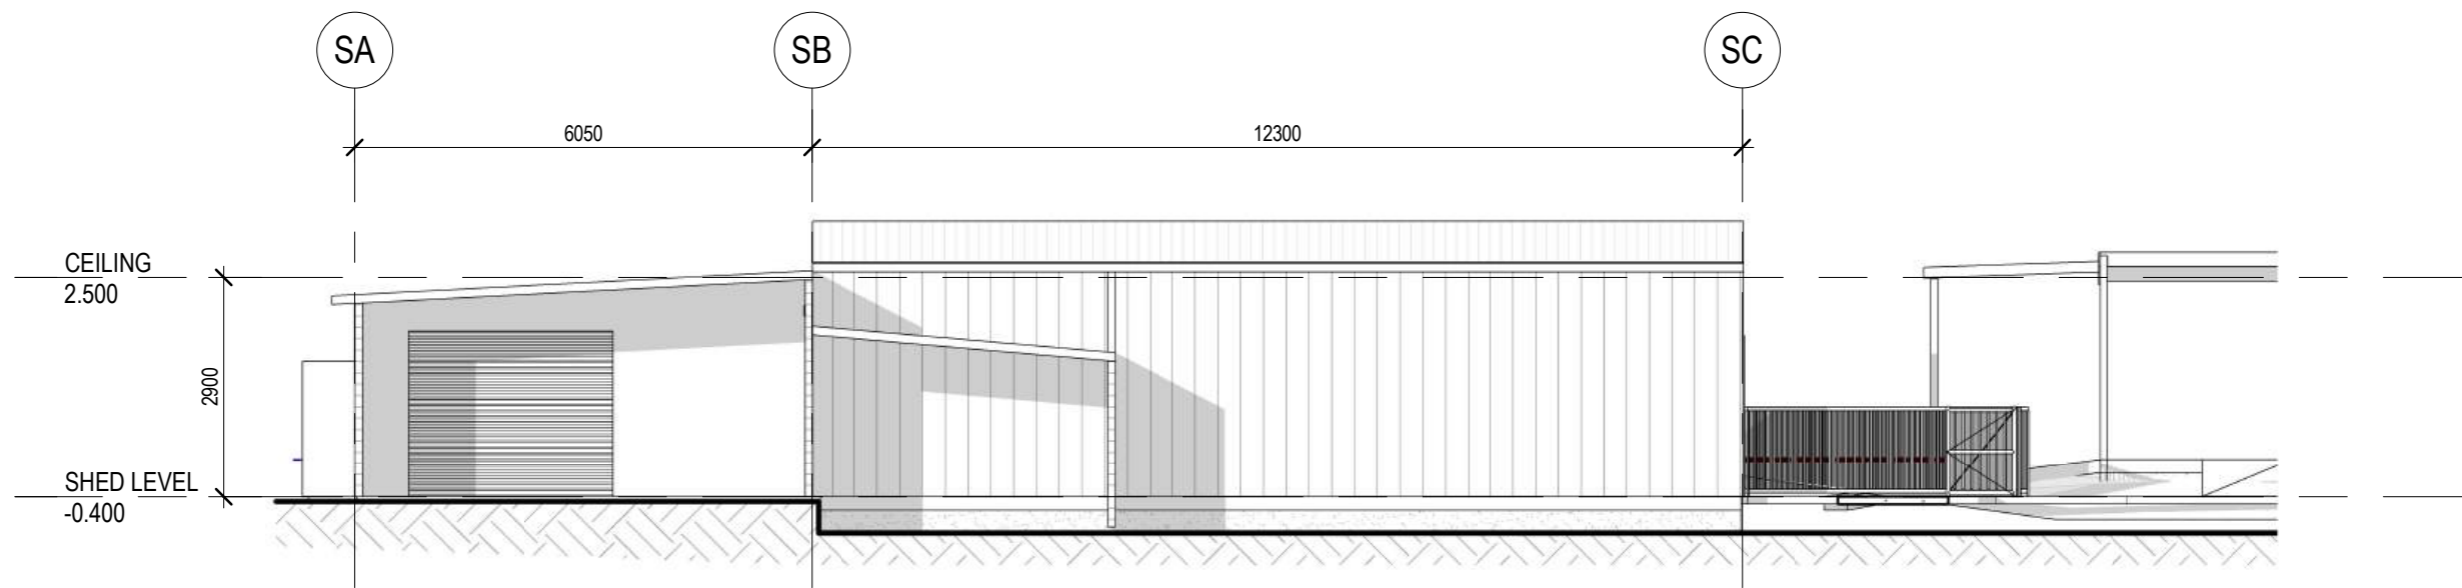 SA
SB
SC
6050
12300
CEILING
2.500
2900
SHED LEVEL
-0.400